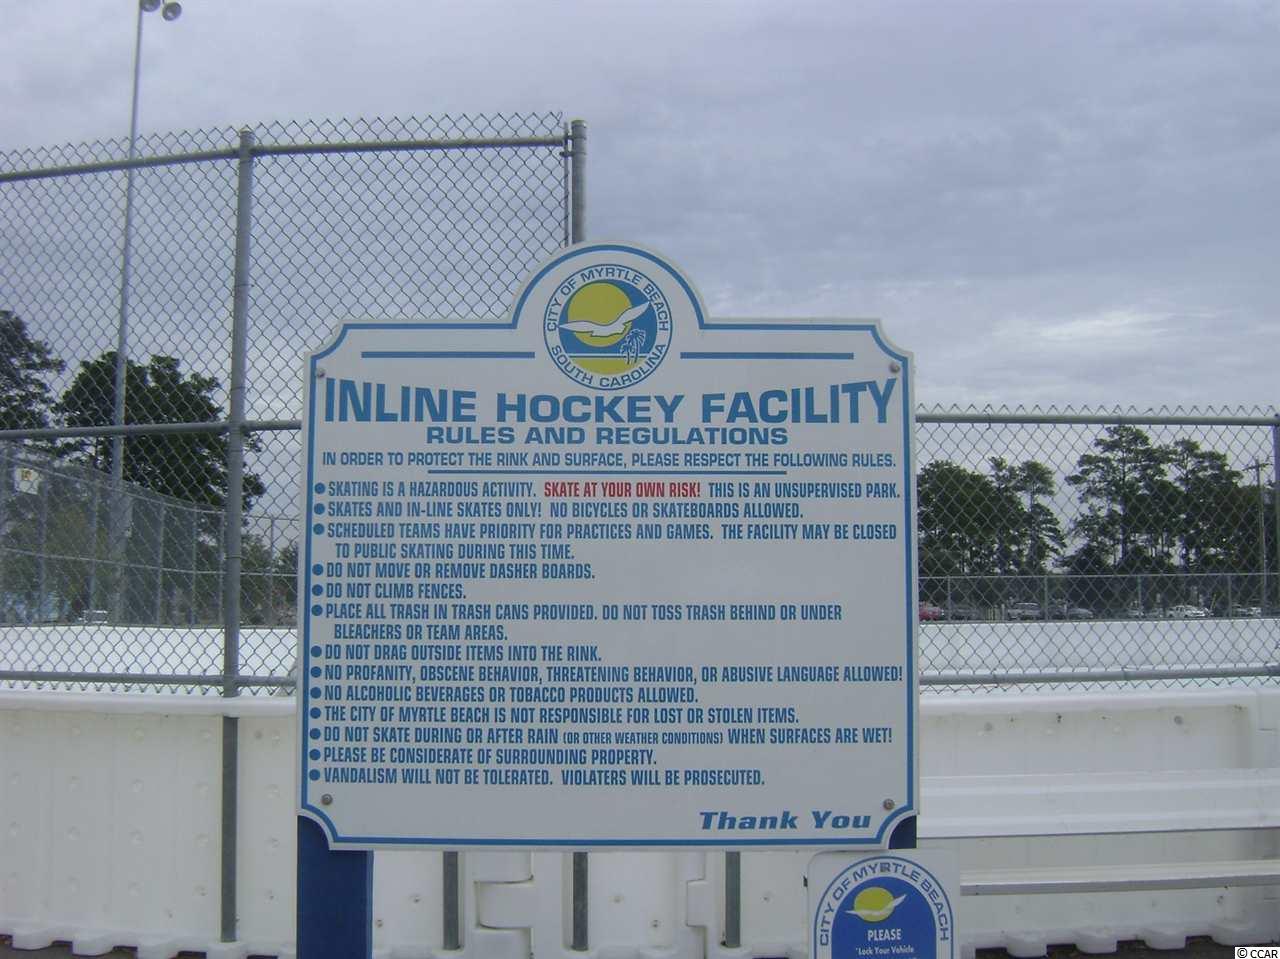 CITY OF MYRTLE BEACH
SOUTH CAROLINA
INLINE HOCKEY FACILITY
RULES AND REGULATIONS
IN ORDER TO PROTECT THE RINK AND SURFACE, PLEASE RESPECT THE FOLLOWING RULES.
● SKATING IS A HAZARDOUS ACTIVITY. SKATE AT YOUR OWN RISK! THIS IS AN UNSUPERVISED PARK.
● SKATES AND IN-LINE SKATES ONLY! NO BICYCLES OR SKATEBOARDS ALLOWED.
● SCHEDULED TEAMS HAVE PRIORITY FOR PRACTICES AND GAMES. THE FACILITY MAY BE CLOSED
TO PUBLIC SKATING DURING THIS TIME.
● DO NOT MOVE OR REMOVE DASHER BOARDS.
● DO NOT CLIMB FENCES.
● PLACE ALL TRASH IN TRASH CANS PROVIDED. DO NOT TOSS TRASH BEHIND OR UNDER
BLEACHERS OR TEAM AREAS.
● DO NOT DRAG OUTSIDE ITEMS INTO THE RINK.
● NO PROFANITY, OBSCENE BEHAVIOR, THREATENING BEHAVIOR, OR ABUSIVE LANGUAGE ALLOWED!
● NO ALCOHOLIC BEVERAGES OR TOBACCO PRODUCTS ALLOWED.
● THE CITY OF MYRTLE BEACH IS NOT RESPONSIBLE FOR LOST OR STOLEN ITEMS.
● DO NOT SKATE DURING OR AFTER RAIN (OR OTHER WEATHER CONDITIONS) WHEN SURFACES ARE WET!
● PLEASE BE CONSIDERATE OF SURROUNDING PROPERTY.
● VANDALISM WILL NOT BE TOLERATED. VIOLATERS WILL BE PROSECUTED.
Thank You
CITY OF MYRTLE BEACH
PLEASE
"Lock Your Vehicle
© CCAR